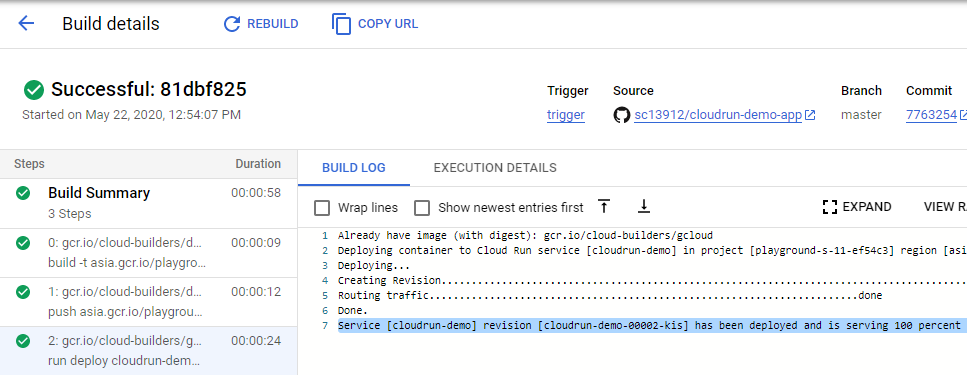 Build details
REBUILD
COPY URL
Successful: 81dbf825
Started on May 22, 2020, 12:54:07 PM
Trigger
trigger
Source
sc13912/cloudrun-demo-app
Branch
master
Commit
7763254
Steps Duration
Build Summary 00:00:58
3 Steps
0: gcr.io/cloud-builders/d... 00:00:09
build -t asia.gcr.io/playgro...
1: gcr.io/cloud-builders/d... 00:00:12
push asia.gcr.io/playgrou...
2: gcr.io/cloud-builders/g... 00:00:24
run deploy cloudrun-dem...
BUILD LOG EXECUTION DETAILS
Wrap lines Show newest entries first EXPAND VIEW RA
1 Already have image (with digest): gcr.io/cloud-builders/gcloud
2 Deploying container to Cloud Run service [cloudrun-demo] in project [playground-s-11-ef54c3] region [asi
3 Deploying...
4 Creating Revision.............................................................................................
5 Routing traffic......................................................................done
6 Done.
7 Service [cloudrun-demo] revision [cloudrun-demo-00002-kis] has been deployed and is serving 100 percent